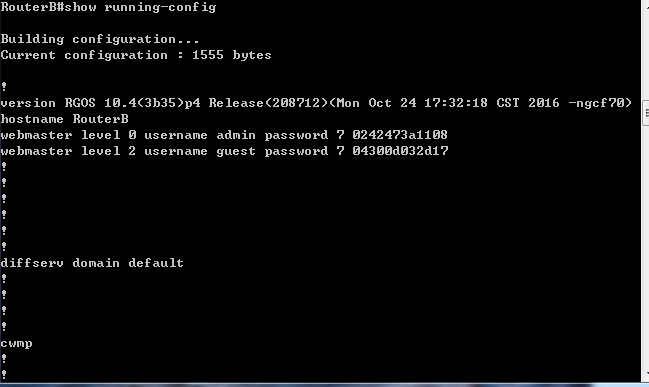 RouterB#show running-config
Building configuration...
Current configuration : 1555 bytes
!
version RGOS 10.4(3b35)p4 Release(208712)(Mon Oct 24 17:32:18 CST 2016 -ngcf70)
hostname RouterB
webmaster level 0 username admin password 7 0242473a1108
webmaster level 2 username guest password 7 04300d032d17
!
!
!
!
!
!
diffserv domain default
!
!
!
!
cwmp
!
!